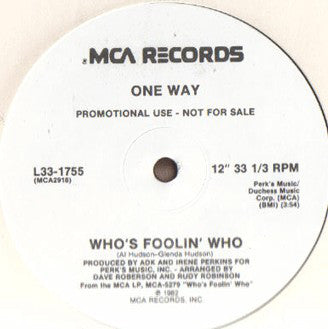 MCA RECORDS
ONE WAY
PROMOTIONAL USE - NOT FOR SALE
L33-1755
(MCA2918)
12" 33 1/3 RPM
Perk's Music/
Duchess Music
Corp. (MCA)
(BMI) (3:54)
WHO'S FOOLIN' WHO
(Al Hudson-Glenda Hudson)
PRODUCED BY ADK AND IRENE PERKINS FOR
PERK'S MUSIC, INC. - ARRANGED BY
DAVE ROBERSON AND RUDY ROBINSON
From the MCA LP, MCA-5279 "Who's Foolin' Who"
℗ 1982
MCA RECORDS, INC.